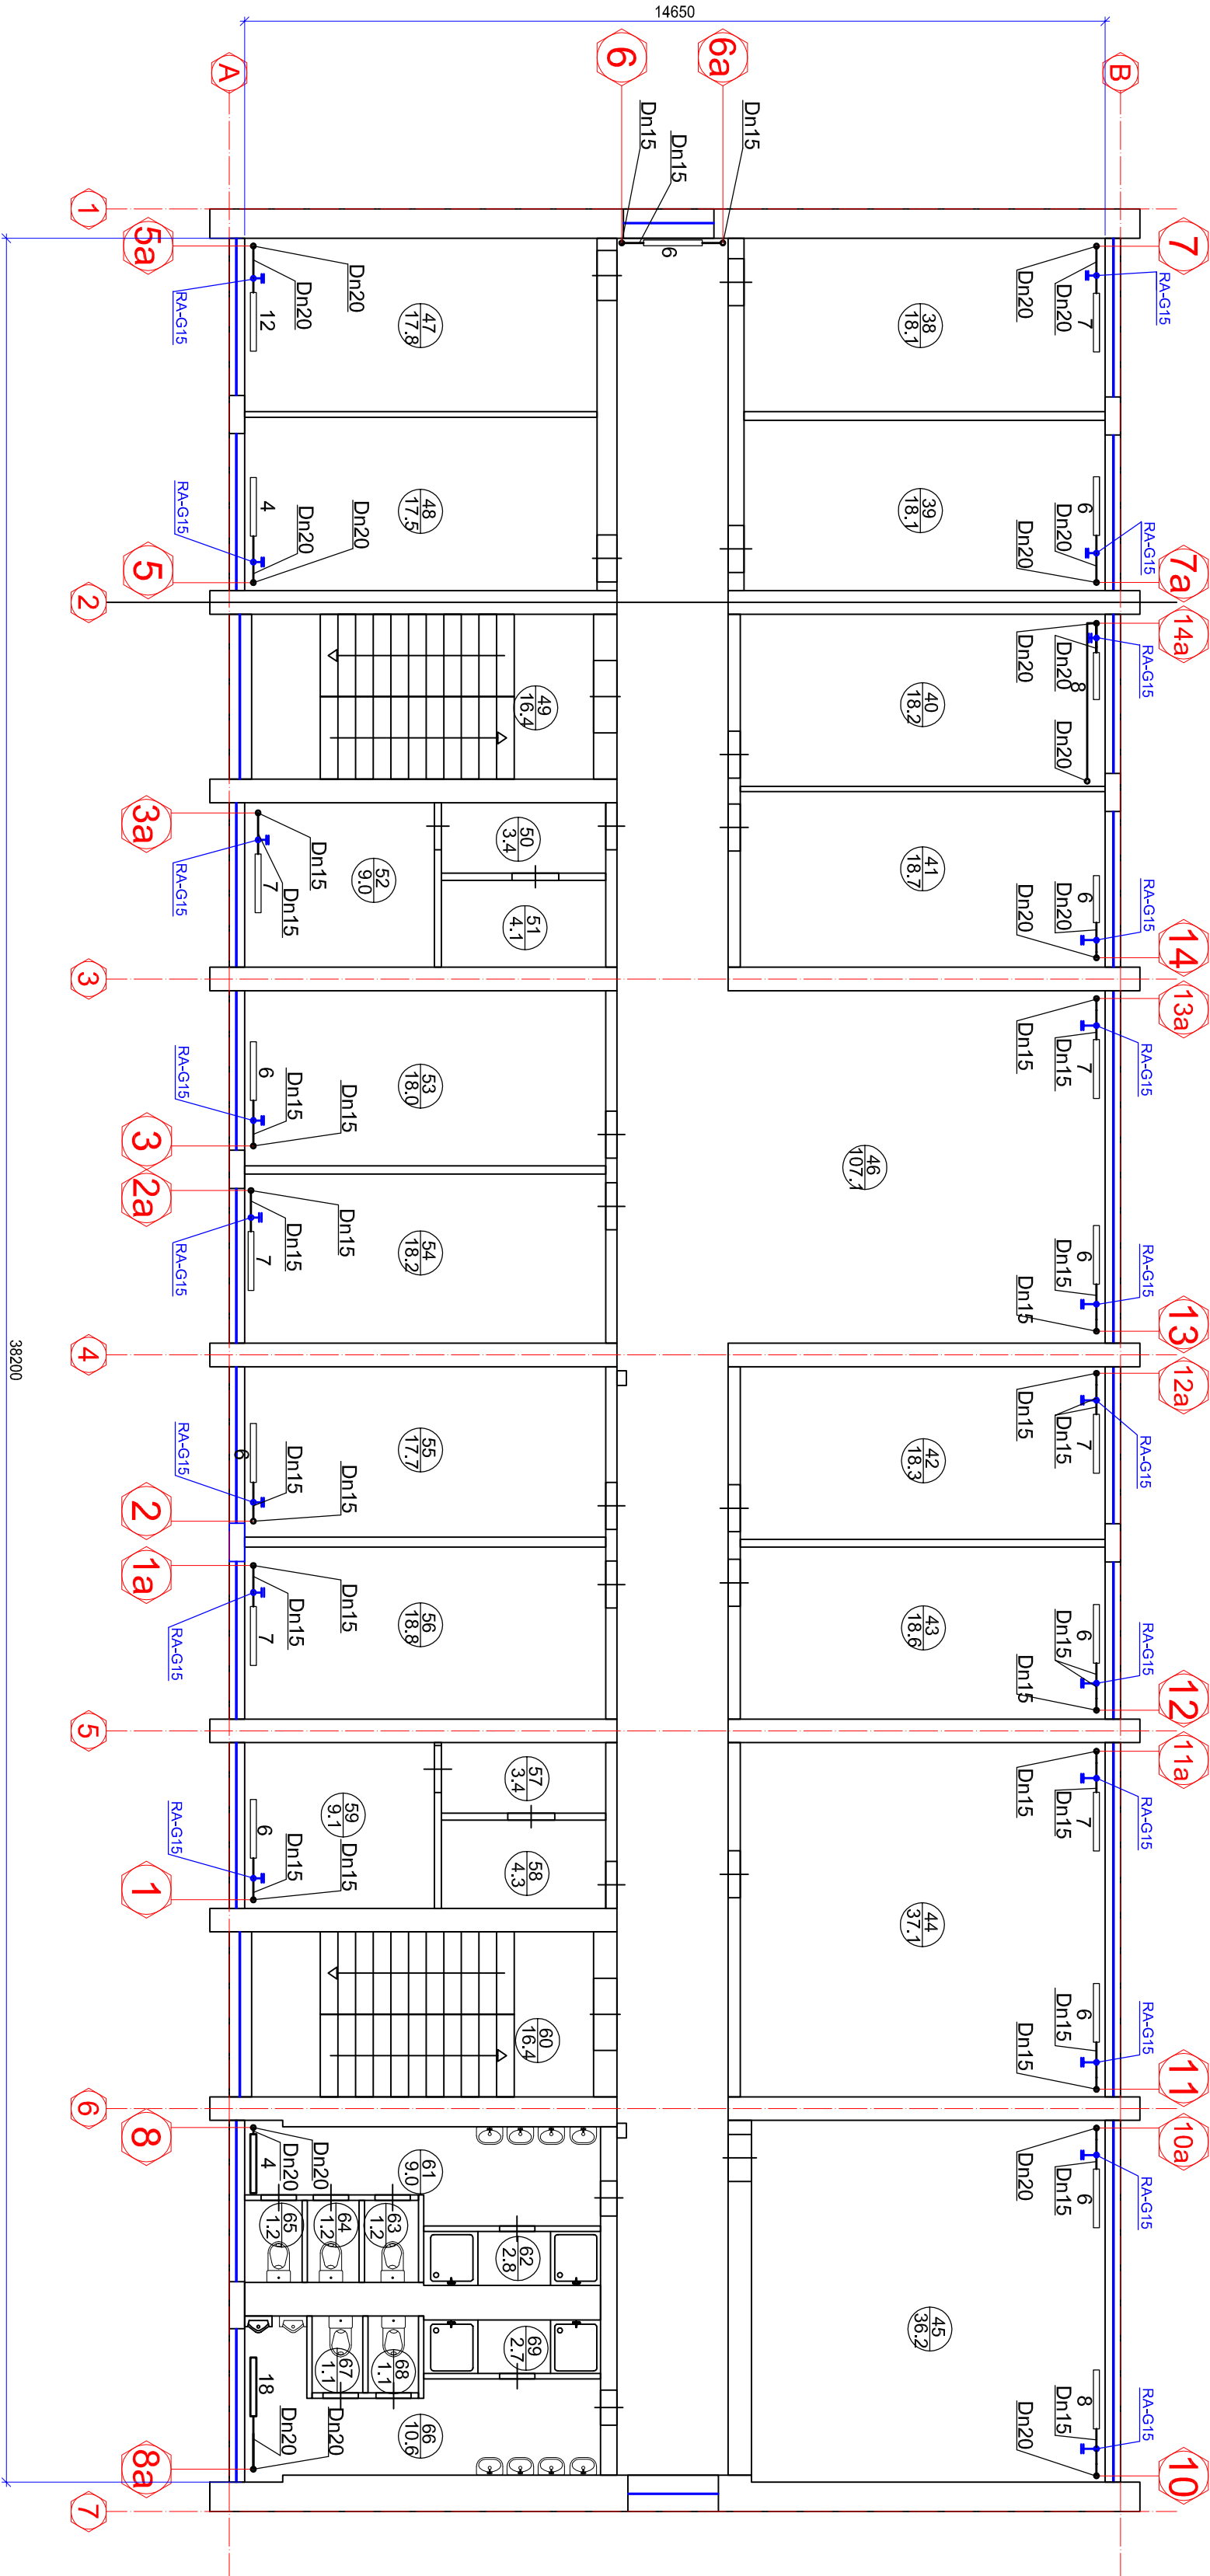 7
7a
14a
14
13a
13
12a
12
11a
11
10a
10
RA-G15
RA-G15
RA-G15
RA-G15
RA-G15
RA-G15
RA-G15
RA-G15
RA-G15
RA-G15
RA-G15
RA-G15
B
7
Dn20
Dn20
6
Dn20
Dn20
8
Dn20
Dn20
Dn20
6
Dn20
Dn20
7
Dn15
Dn15
6
Dn15
Dn15
7
Dn15
Dn15
6
Dn15
Dn15
7
Dn15
Dn15
6
Dn15
Dn15
6
Dn15
Dn20
8
Dn15
Dn20
38
18.1
39
18.1
40
18.2
41
18.7
46
107.1
42
18.3
43
18.6
44
37.1
45
36.2
14650
6a
6
Dn15
Dn15
Dn15
6
49
16.4
50
3.4
51
4.1
57
3.4
58
4.3
60
16.4
62
2.8
69
2.7
47
17.8
48
17.5
52
9.0
53
18.0
54
18.2
55
17.7
56
18.8
59
9.1
61
9.0
63
1.2
64
1.2
65
1.2
68
1.1
67
1.1
66
10.6
Dn20
Dn20
12
Dn20
Dn20
4
Dn15
Dn15
7
Dn15
Dn15
6
Dn15
Dn15
7
Dn15
Dn15
6
Dn15
Dn15
7
Dn15
Dn15
6
Dn20
Dn20
4
Dn20
Dn20
18
A
RA-G15
RA-G15
RA-G15
RA-G15
RA-G15
RA-G15
RA-G15
RA-G15
5a
5
3a
3
2a
2
1a
1
8
8a
1
2
3
4
5
6
7
38200